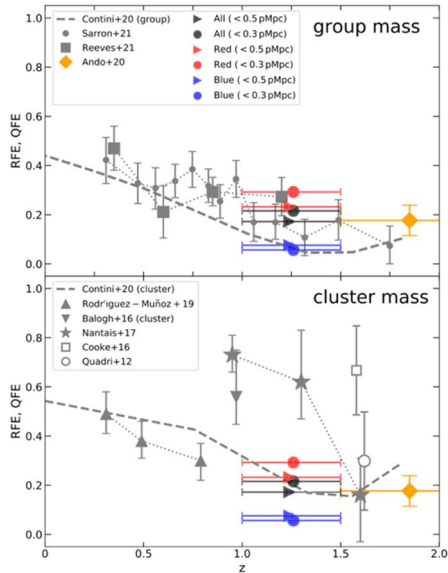 group mass
Contini+20 (group)
Sarron+21
Reeves+21
Ando+20
All (< 0.5 pMpc)
All (< 0.3 pMpc)
Red (< 0.5 pMpc)
Red (< 0.3 pMpc)
Blue (< 0.5 pMpc)
Blue (< 0.3 pMpc)
RFE, QFE
1.0
0.8
0.6
0.4
0.2
0.0
cluster mass
Contini+20 (cluster)
Rodŕıguez − Muñoz + 19
Balogh+16 (cluster)
Nantais+17
Cooke+16
Quadri+12
RFE, QFE
1.0
0.8
0.6
0.4
0.2
0.0
0.0 0.5 1.0 1.5 2.0
z